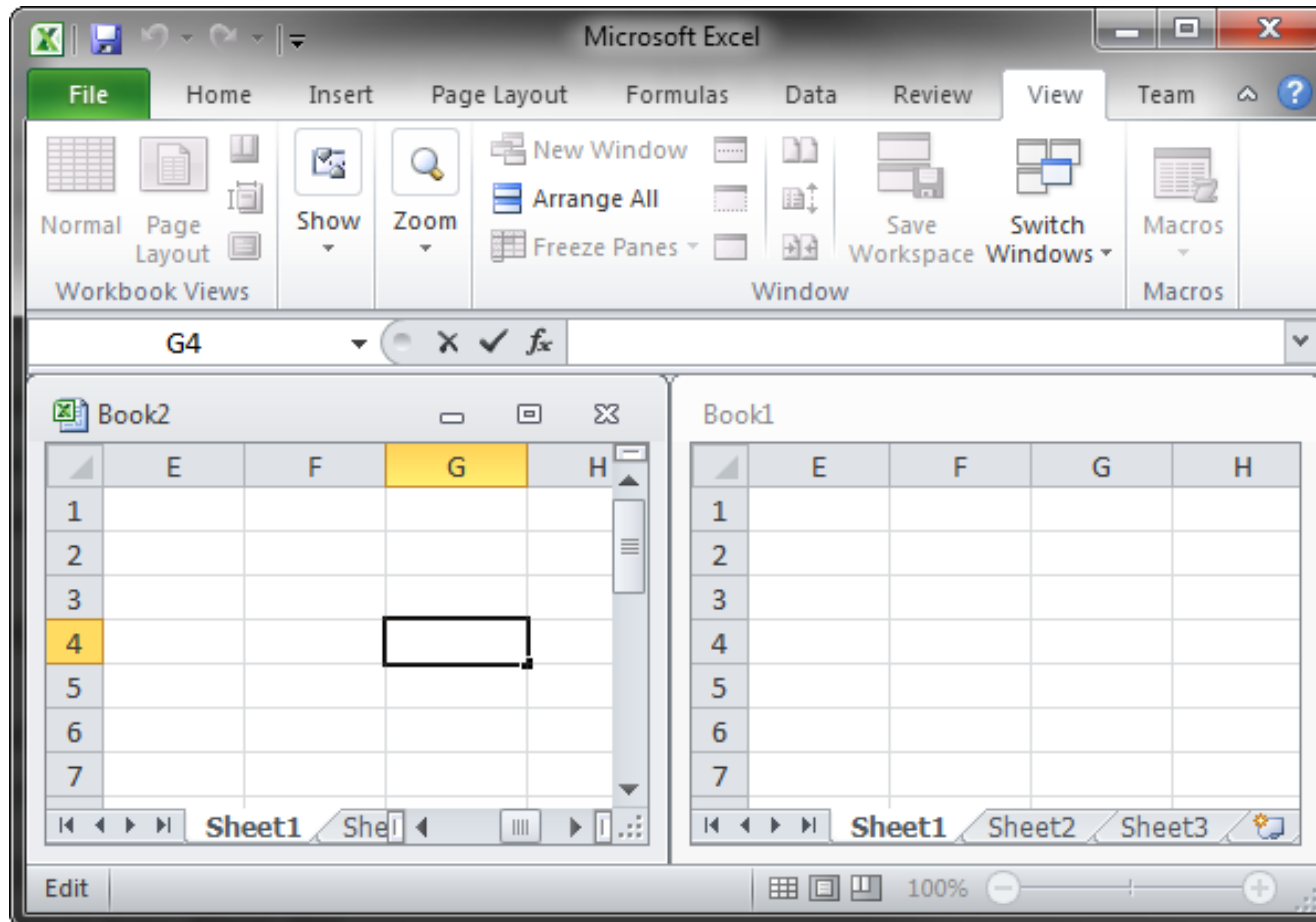 Microsoft Excel
File Home Insert Page Layout Formulas Data Review View Team
Normal
Page Layout
Workbook Views
Show
Zoom
New Window
Arrange All
Freeze Panes
Save Workspace
Switch Windows
Window
Macros
Macros
G4 fx
Book2
E F G H
1
2
3
4
5
6
7
Sheet1 She
Book1
E F G H
1
2
3
4
5
6
7
Sheet1 Sheet2 Sheet3
Edit 100%